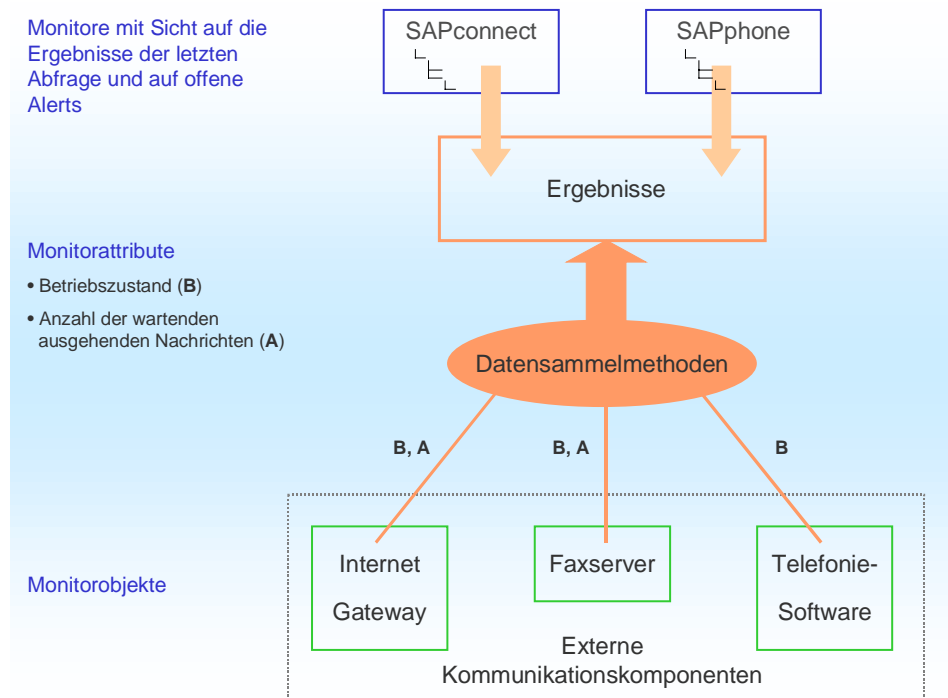 Monitore mit Sicht auf die
Ergebnisse der letzten
Abfrage und auf offene
Alerts
SAPconnect
SAPphone
Ergebnisse
Monitorattribute
• Betriebszustand (B)
• Anzahl der wartenden
ausgehenden Nachrichten (A)
Datensammelmethoden
B, A
B, A
B
Monitorobjekte
Internet
Gateway
Faxserver
Telefonie-
Software
Externe
Kommunikationskomponenten